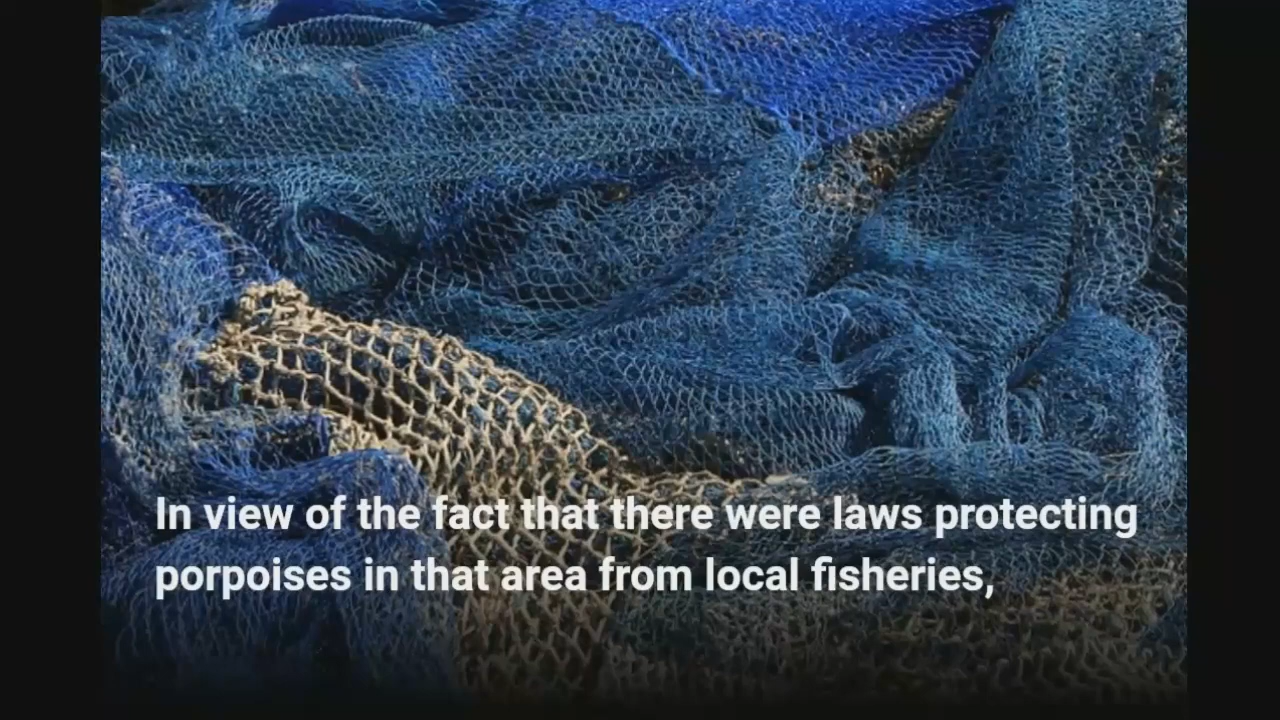 In view of the fact that there were laws protecting
porpoises in that area from local fisheries,